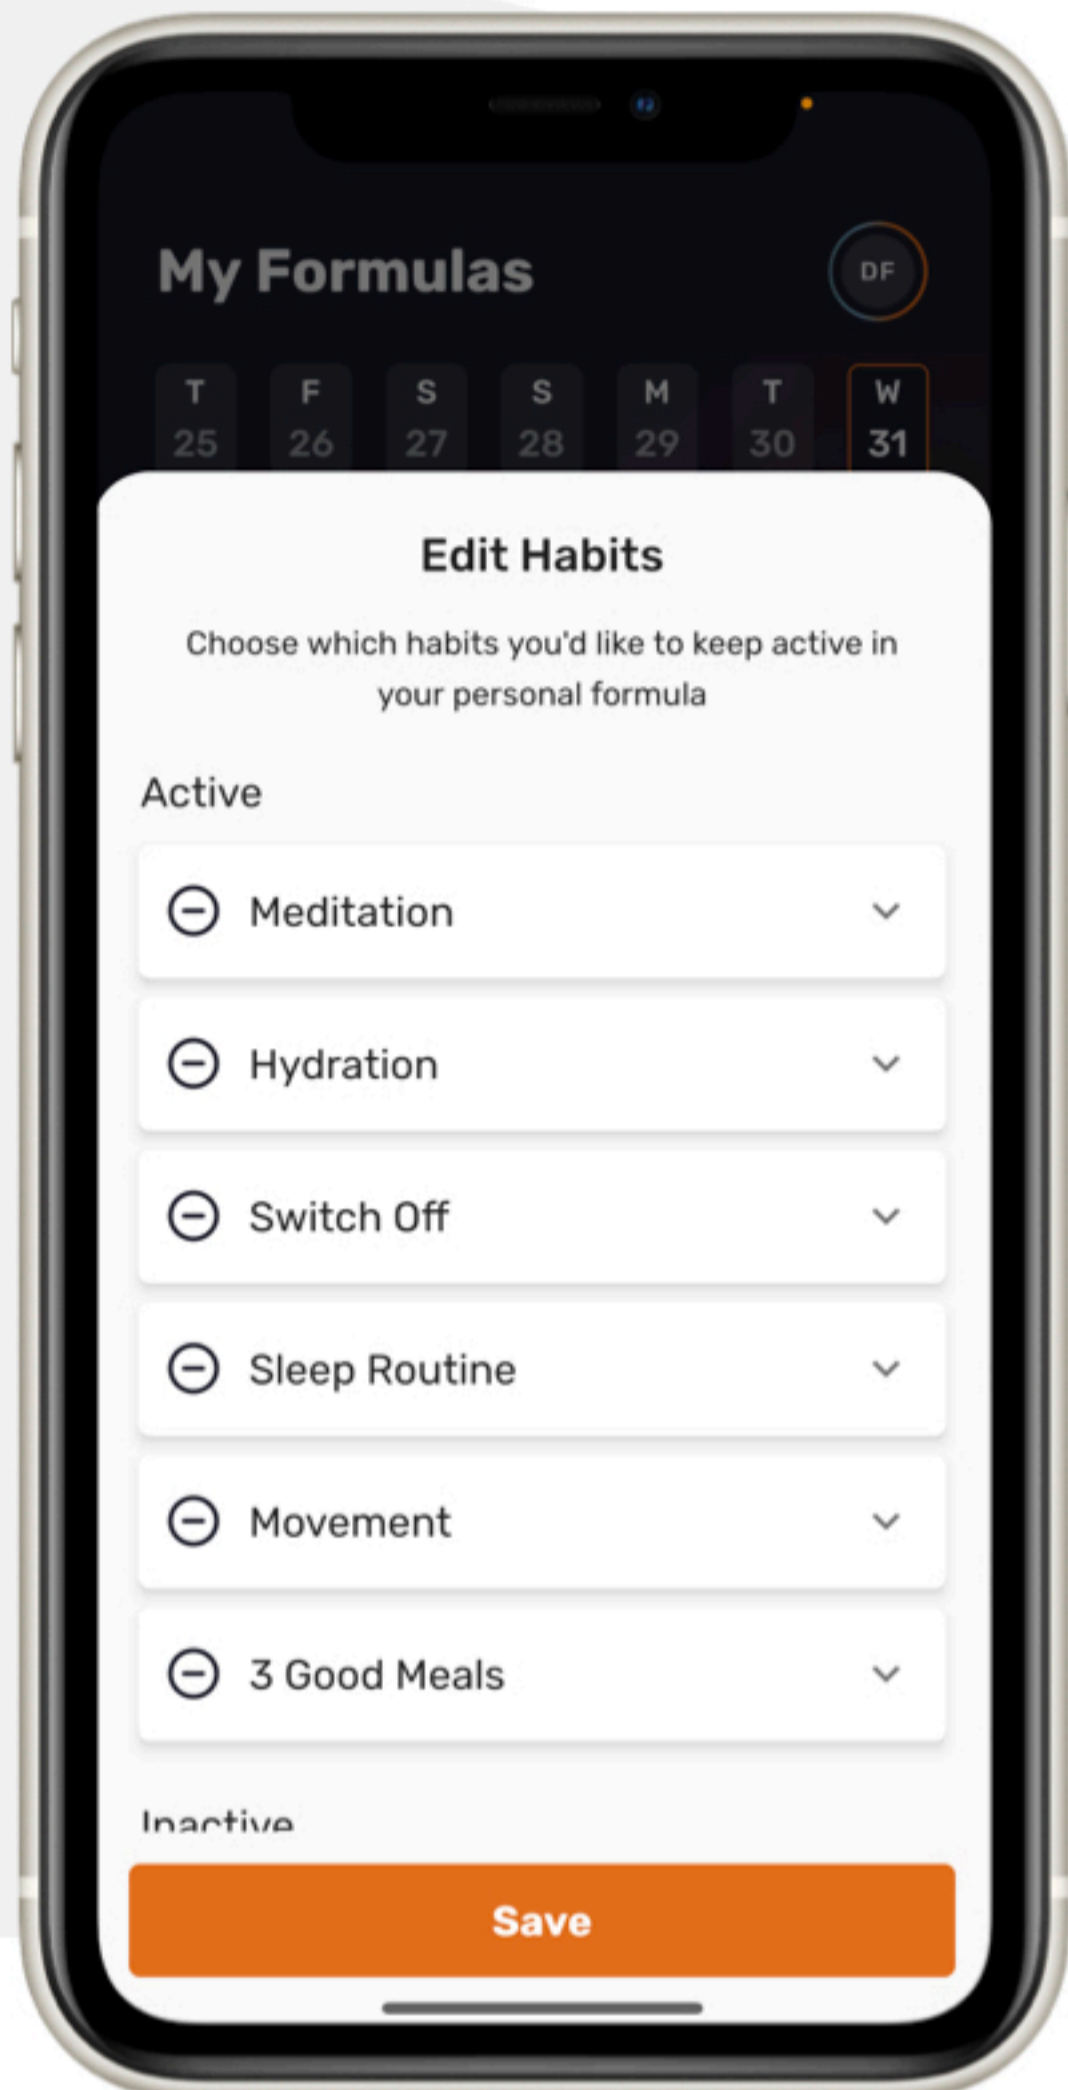 My Formulas
DF
T F S S M T W
25 26 27 28 29 30 31
Edit Habits
Choose which habits you'd like to keep active in
your personal formula
Active
Meditation
Hydration
Switch Off
Sleep Routine
Movement
3 Good Meals
Inactive
Save